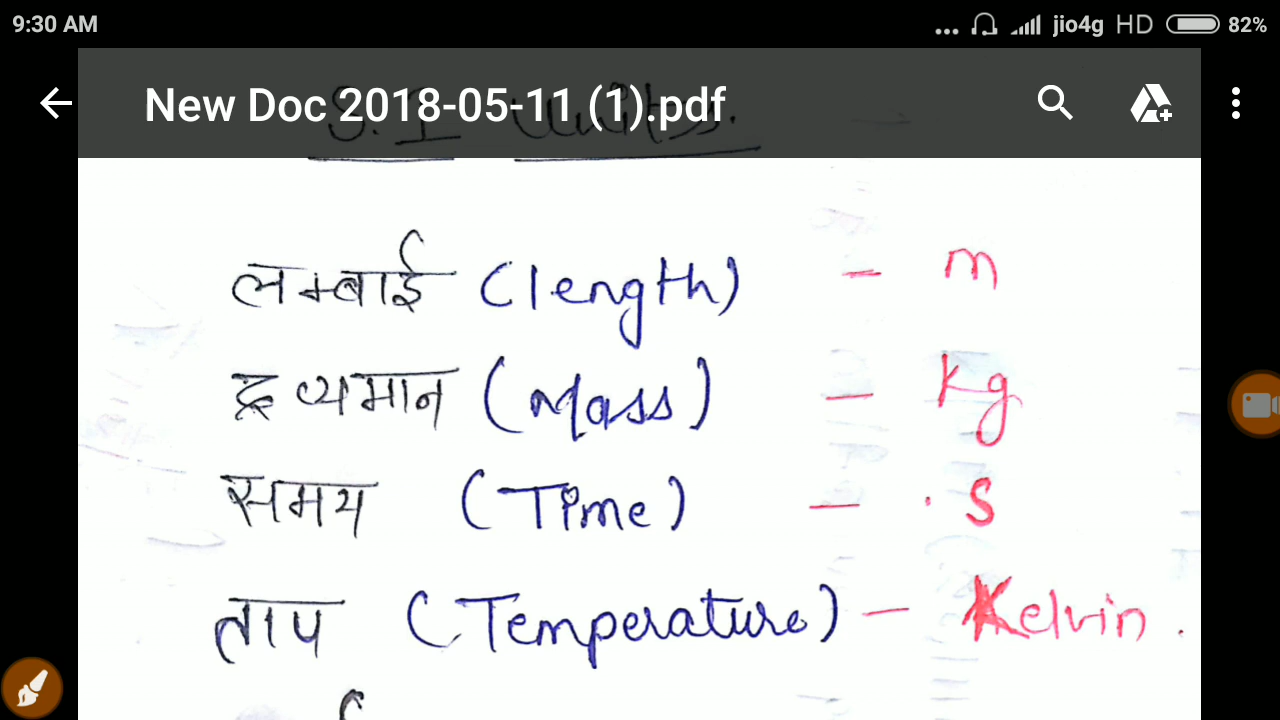 9:30 AM ... jio4g HD 82%
New Doc 2018-05-11 (1).pdf
S.I Units.
लम्बाई (length) - m
द्रव्यमान (Mass) - kg
समय (Time) - s
ताप (Temperature) - Kelvin.